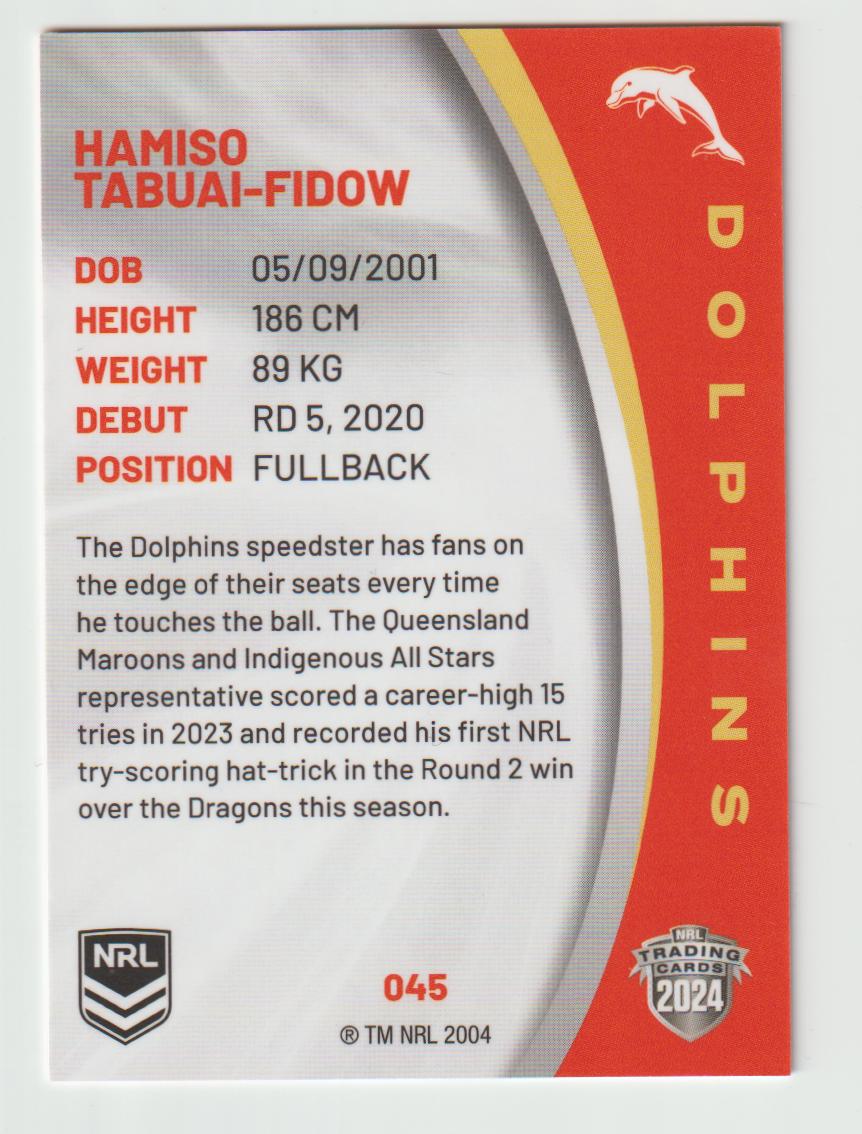 HAMISO
TABUAI-FIDOW
DOB 05/09/2001
HEIGHT 186 CM
WEIGHT 89 KG
DEBUT RD 5, 2020
POSITION FULLBACK
The Dolphins speedster has fans on
the edge of their seats every time
he touches the ball. The Queensland
Maroons and Indigenous All Stars
representative scored a career-high 15
tries in 2023 and recorded his first NRL
try-scoring hat-trick in the Round 2 win
over the Dragons this season.
DOLPHINS
NRL
045
® TM NRL 2004
NRL
TRADING
CARDS
2024